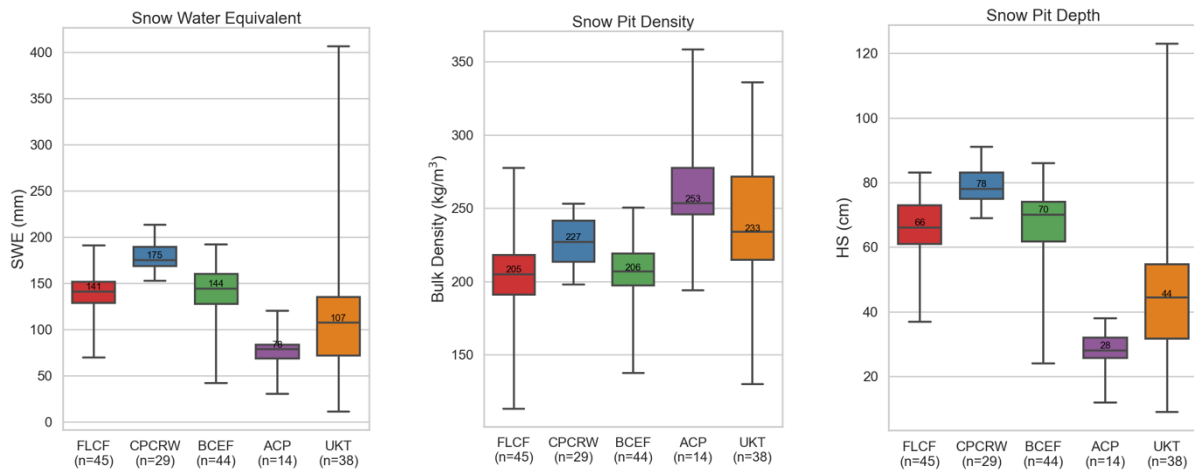 Snow Water Equivalent
SWE (mm)
400
350
300
250
200
150
100
50
0
141
175
144
107
FLCF
(n=45)
CPCRW
(n=29)
BCEF
(n=44)
ACP
(n=14)
UKT
(n=38)
Snow Pit Density
Bulk Density (kg/m³)
350
300
250
200
150
205
227
206
253
233
FLCF
(n=45)
CPCRW
(n=29)
BCEF
(n=44)
ACP
(n=14)
UKT
(n=38)
Snow Pit Depth
HS (cm)
120
100
80
60
40
20
66
78
70
28
44
FLCF
(n=45)
CPCRW
(n=29)
BCEF
(n=44)
ACP
(n=14)
UKT
(n=38)